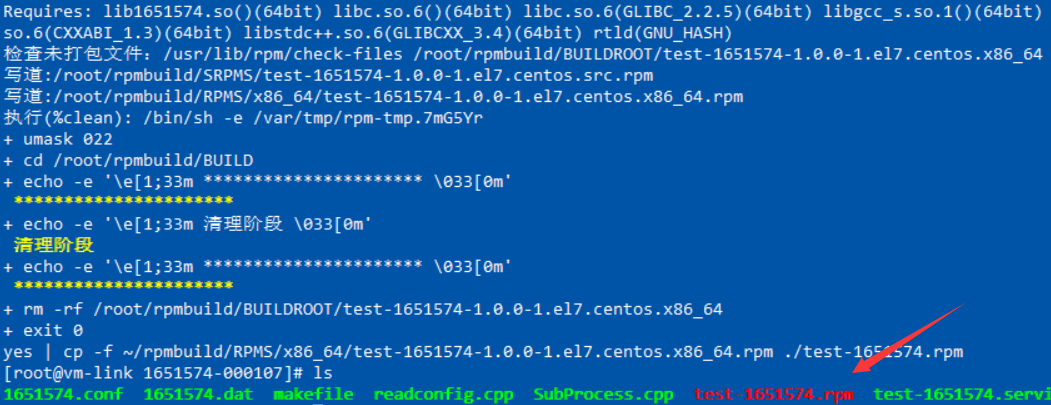 Requires: lib1651574.so()(64bit) libc.so.6()(64bit) libc.so.6(GLIBC_2.2.5)(64bit) libgcc_s.so.1()(64bit)
so.6(CXXABI_1.3)(64bit) libstdc++.so.6(GLIBCXX_3.4)(64bit) rtld(GNU_HASH)
检查未打包文件：/usr/lib/rpm/check-files /root/rpmbuild/BUILDROOT/test-1651574-1.0.0-1.el7.centos.x86_64
写道:/root/rpmbuild/SRPMS/test-1651574-1.0.0-1.el7.centos.src.rpm
写道:/root/rpmbuild/RPMS/x86_64/test-1651574-1.0.0-1.el7.centos.x86_64.rpm
执行(%clean): /bin/sh -e /var/tmp/rpm-tmp.7mG5Yr
+ umask 022
+ cd /root/rpmbuild/BUILD
+ echo -e '\e[1;33m ********************** \033[0m'
**********************
+ echo -e '\e[1;33m 清理阶段 \033[0m'
清理阶段
+ echo -e '\e[1;33m ********************** \033[0m'
**********************
+ rm -rf /root/rpmbuild/BUILDROOT/test-1651574-1.0.0-1.el7.centos.x86_64
+ exit 0
yes | cp -f ~/rpmbuild/RPMS/x86_64/test-1651574-1.0.0-1.el7.centos.x86_64.rpm ./test-1651574.rpm
[root@vm-link 1651574-000107]# ls
1651574.conf 1651574.dat makefile readconfig.cpp SubProcess.cpp test-1651574.rpm test-1651574.servi